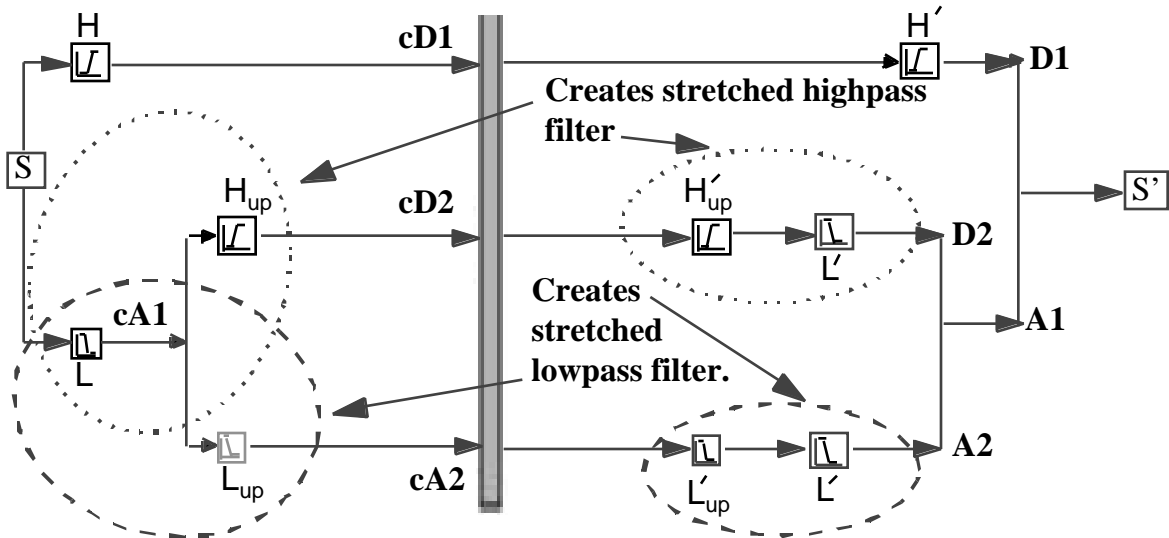 H
cD1
H′
D1
Creates stretched highpass
filter
S
H_up
cD2
H′_up
L′
D2
S’
cA1
L
Creates
stretched
lowpass filter.
A1
L_up
cA2
L′_up
L′
A2